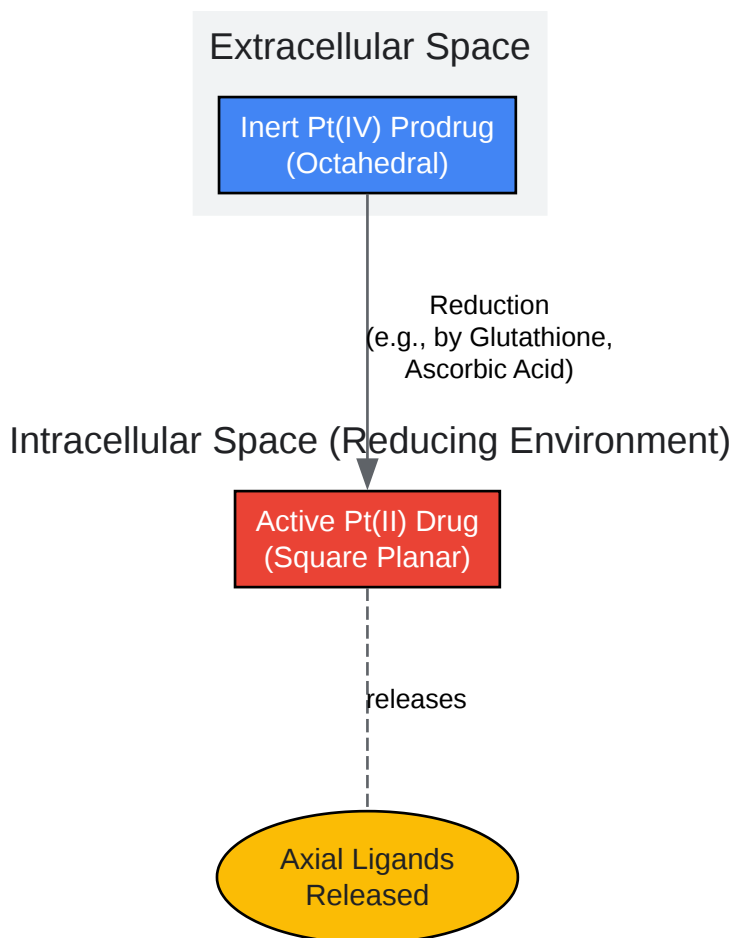 Extracellular Space
Inert Pt(IV) Prodrug
(Octahedral)
Reduction
(e.g., by Glutathione,
Ascorbic Acid)
Intracellular Space (Reducing Environment)
Active Pt(II) Drug
(Square Planar)
releases
Axial Ligands
Released